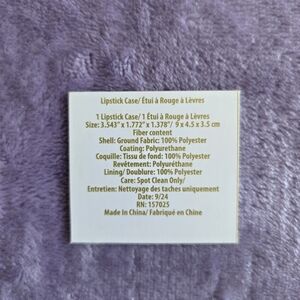 Lipstick Case/ Étui à Rouge à Lèvres
1 Lipstick Case/ 1 Étui à Rouge à Lèvres
Size: 3.543" x 1.772" x 1.378"/ 9 x 4.5 x 3.5 cm
Fiber content
Shell: Ground Fabric: 100% Polyester
Coating: Polyurethane
Coquille: Tissu de fond: 100% Polyester
Revêtement: Polyuréthane
Lining/ Doublure: 100% Polyester
Care: Spot Clean Only/
Entretien: Nettoyage des taches uniquement
Date: 9/24
RN: 157025
Made In China/ Fabriqué en Chine